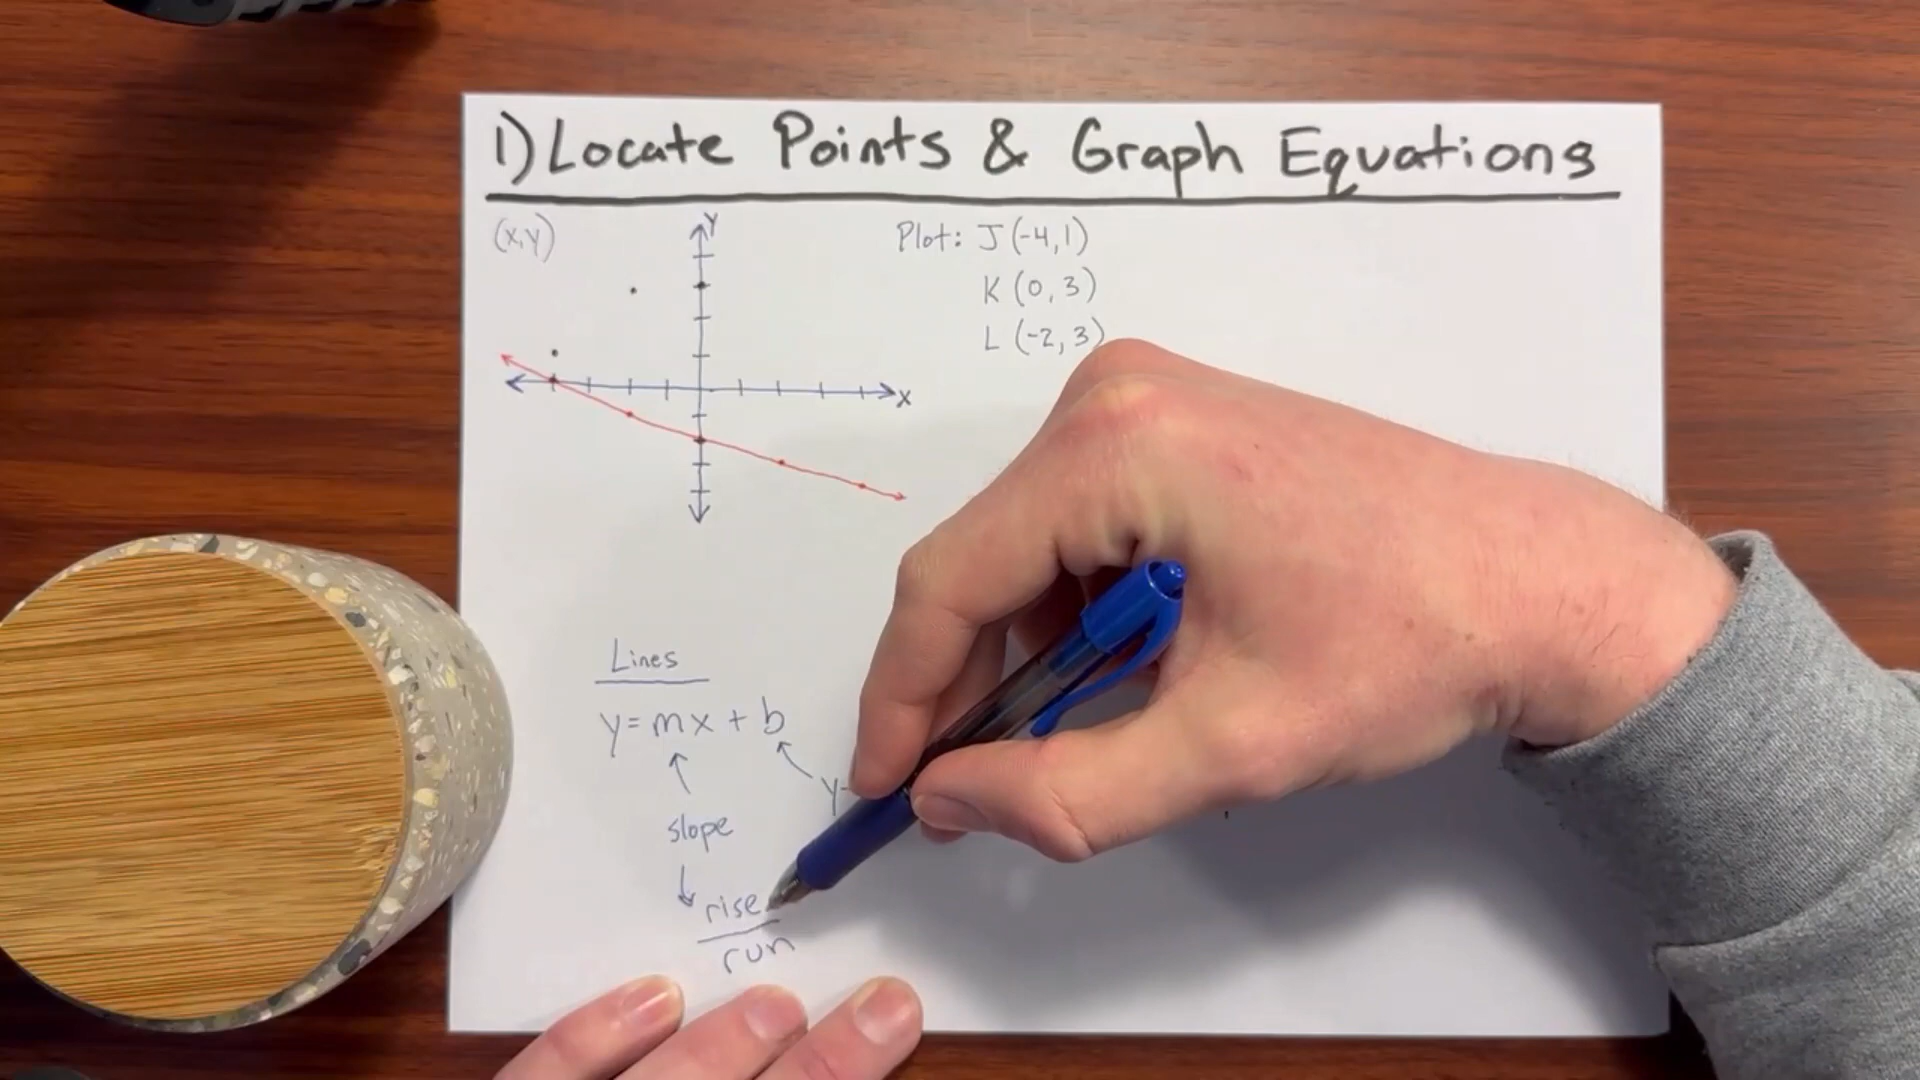 1) Locate Points & Graph Equations
(x,y)
Y
X
Plot: J (-4,1)
K (0,3)
L (-2,3)
Lines
y=mx+b
y-
slope
rise
run